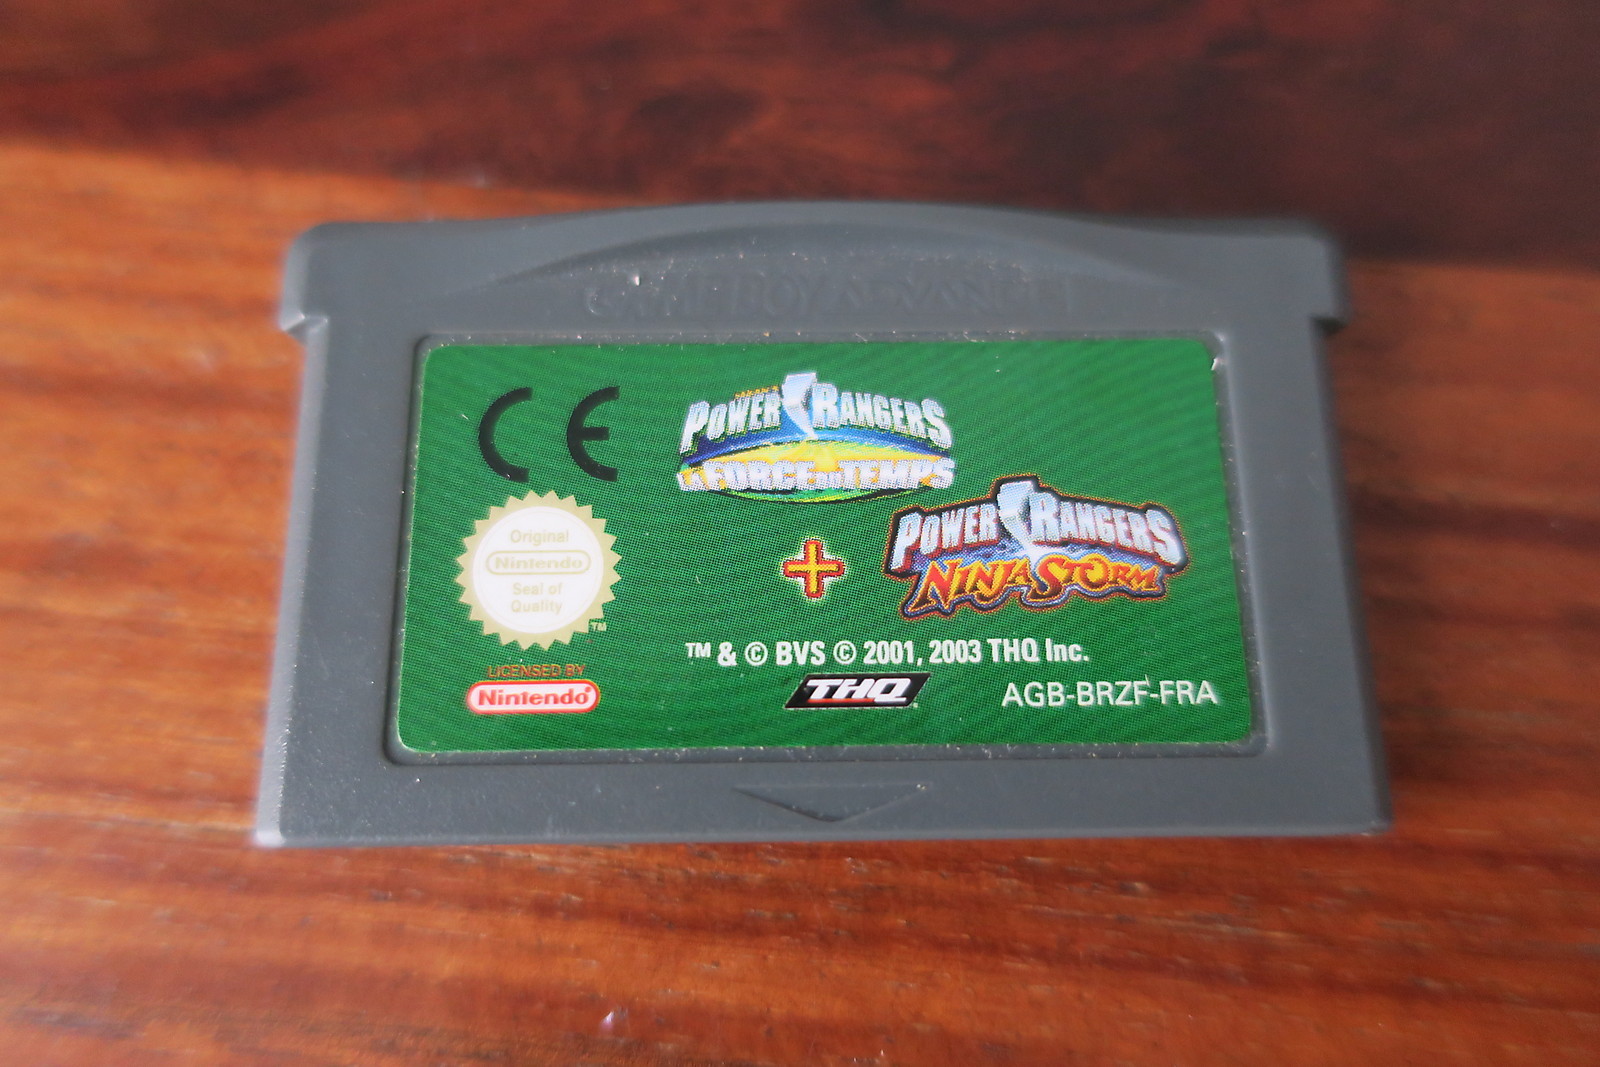 GAME BOY ADVANCE
CE
POWER RANGERS
LA FORCE DU TEMPS
+
POWER RANGERS
NINJA STORM
Original
Nintendo
Seal of
Quality
TM
LICENSED BY
Nintendo®
™ & © BVS © 2001, 2003 THQ Inc.
THQ
AGB-BRZF-FRA